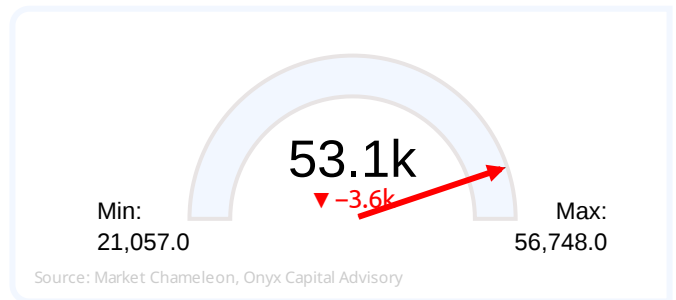 53.1k
▼ −3.6k
Min:
21,057.0
Max:
56,748.0
Source: Market Chameleon, Onyx Capital Advisory